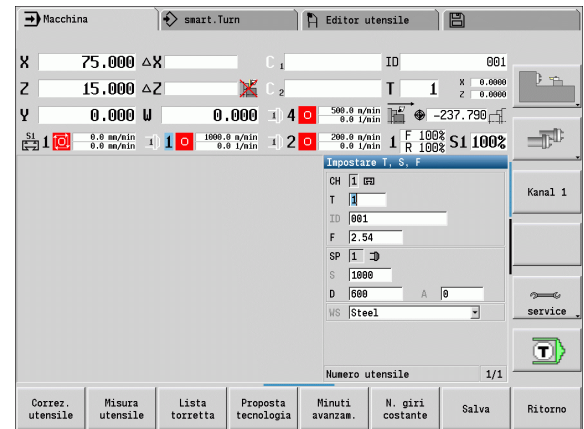 Macchina smart.Turn Editor utensile
X 75.000 ΔX C 1 ID 001
Z 15.000 ΔZ C 2 T 1 X 0.0000 Z 0.0000
Y 0.000 W 0.000 4 500.0 m/min 0.0 1/min -237.790
S1 1 0.0 mm/min 0.0 m/min 1 1000.0 m/min 0.0 1/min 2 200.0 m/min 0.0 1/min 1 F 100% R 100% S1 100%
Impostare T, S, F
CH 1
T 1
ID 001
F 2.54
SP 1
S 1000
D 600 A 0
WS Steel
Numero utensile 1/1
Kanal 1
service
T
Correz. utensile
Misura utensile
Lista torretta
Proposta tecnologia
Minuti avanzam.
N. giri costante
Salva
Ritorno